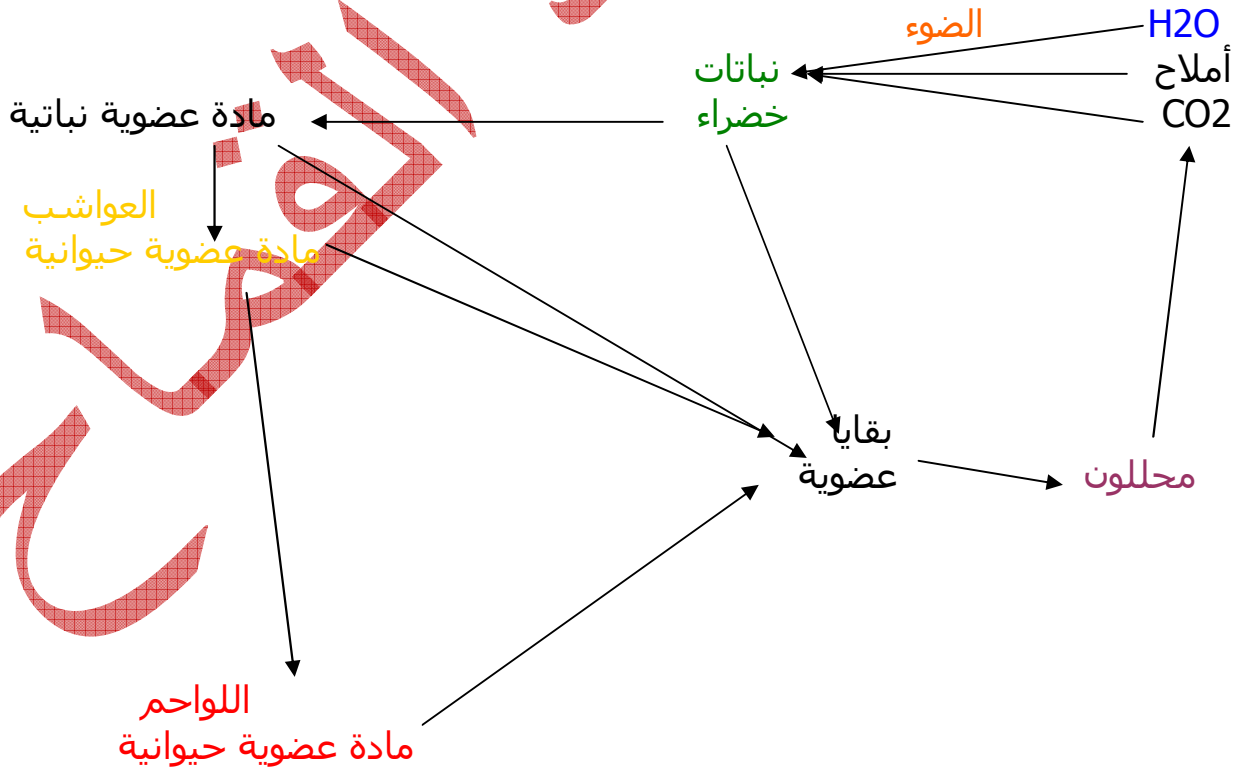 الضوء
H2O
أملاح
CO2
نباتات
خضراء
مادة عضوية نباتية
العواشب
مادة عضوية حيوانية
بقايا
عضوية
محللون
اللواحم
مادة عضوية حيوانية